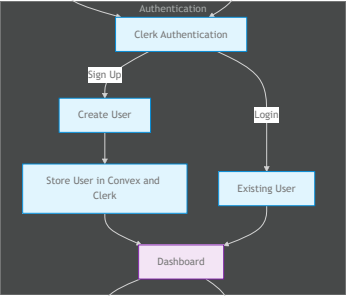 Authentication
Clerk Authentication
Sign Up
Create User
Login
Store User in Convex and
Clerk
Existing User
Dashboard